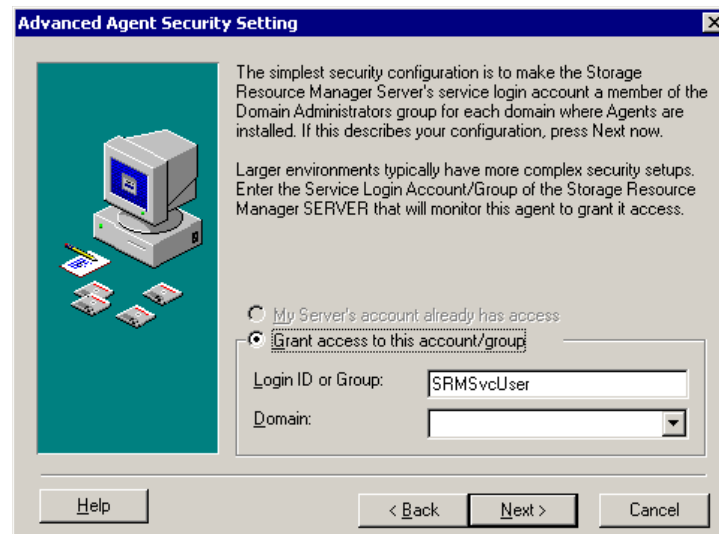 Advanced Agent Security Setting
The simplest security configuration is to make the Storage
Resource Manager Server's service login account a member of the
Domain Administrators group for each domain where Agents are
installed. If this describes your configuration, press Next now.
Larger environments typically have more complex security setups.
Enter the Service Login Account/Group of the Storage Resource
Manager SERVER that will monitor this agent to grant it access.
My Server's account already has access
Grant access to this account/group
Login ID or Group: SRMSvcUser
Domain:
Help < Back Next > Cancel